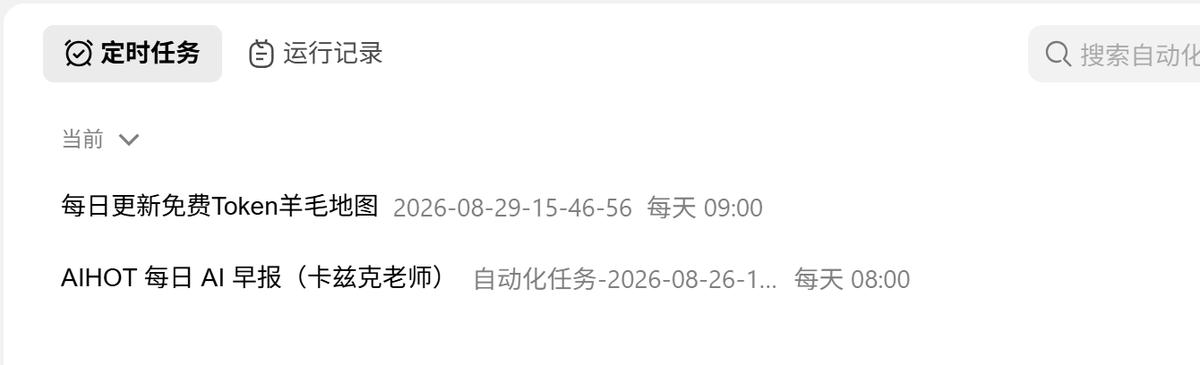 定时任务 运行记录 搜索自动化
当前
每日更新免费Token羊毛地图 2026-08-29-15-46-56 每天 09:00
AIHOT 每日 AI 早报（卡兹克老师） 自动化任务-2026-08-26-1... 每天 08:00